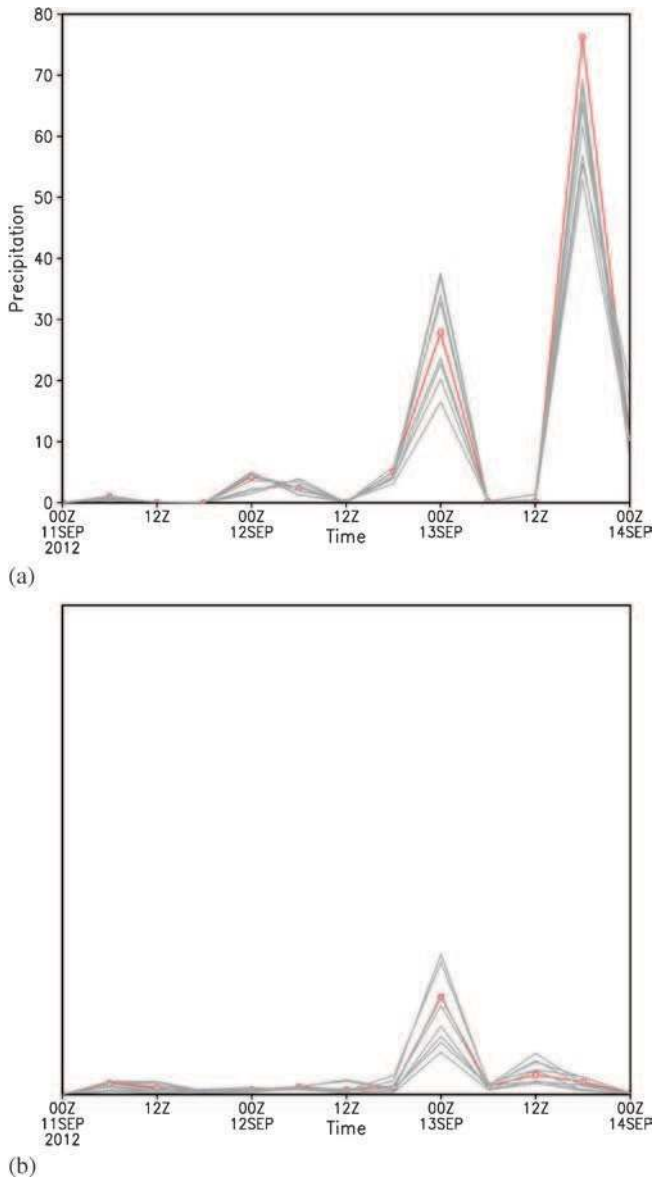 80
70
60
50
40
30
20
10
0
Precipitation
00Z 12Z 00Z 12Z 00Z 12Z 00Z
11SEP 12SEP 13SEP 14SEP
2012
Time
(a)
00Z 12Z 00Z 12Z 00Z 12Z 00Z
11SEP 12SEP 13SEP 14SEP
2012
Time
(b)